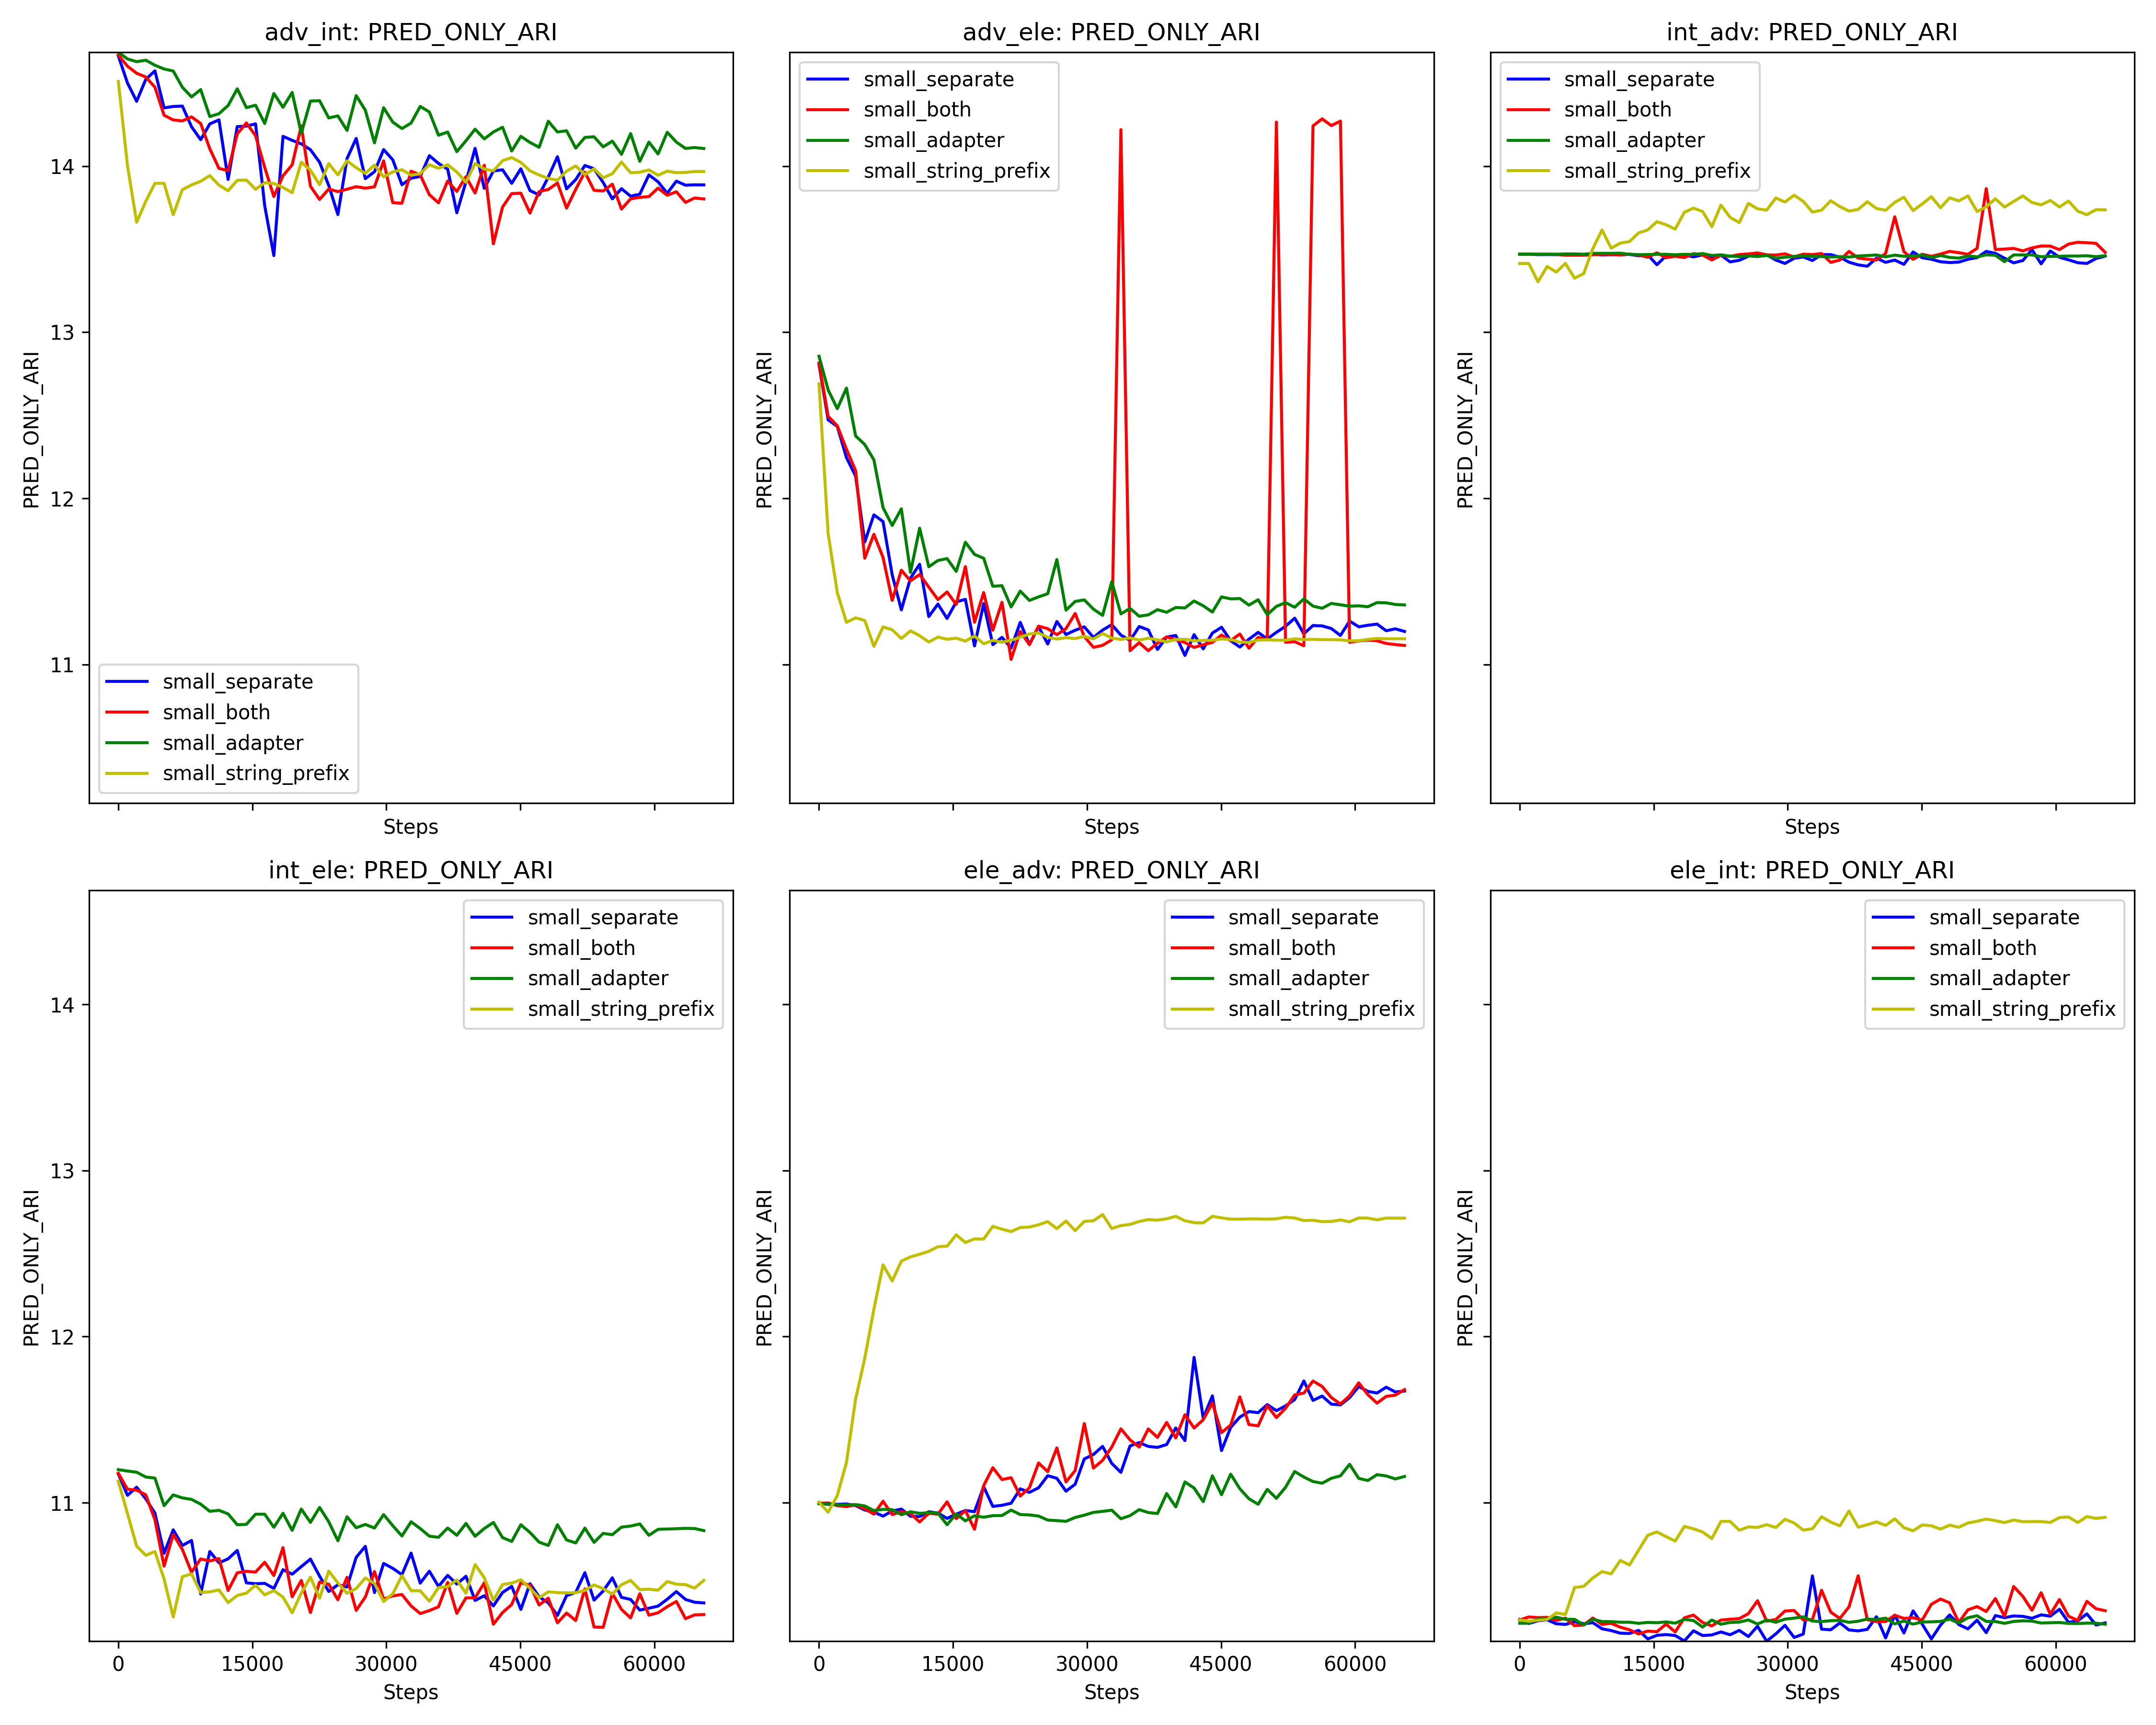 adv_int: PRED_ONLY_ARI
PRED_ONLY_ARI
14
13
12
11
small_separate
small_both
small_adapter
small_string_prefix
Steps
adv_ele: PRED_ONLY_ARI
PRED_ONLY_ARI
small_separate
small_both
small_adapter
small_string_prefix
Steps
int_adv: PRED_ONLY_ARI
PRED_ONLY_ARI
small_separate
small_both
small_adapter
small_string_prefix
Steps
int_ele: PRED_ONLY_ARI
PRED_ONLY_ARI
14
13
12
11
small_separate
small_both
small_adapter
small_string_prefix
0 15000 30000 45000 60000
Steps
ele_adv: PRED_ONLY_ARI
PRED_ONLY_ARI
small_separate
small_both
small_adapter
small_string_prefix
0 15000 30000 45000 60000
Steps
ele_int: PRED_ONLY_ARI
PRED_ONLY_ARI
small_separate
small_both
small_adapter
small_string_prefix
0 15000 30000 45000 60000
Steps